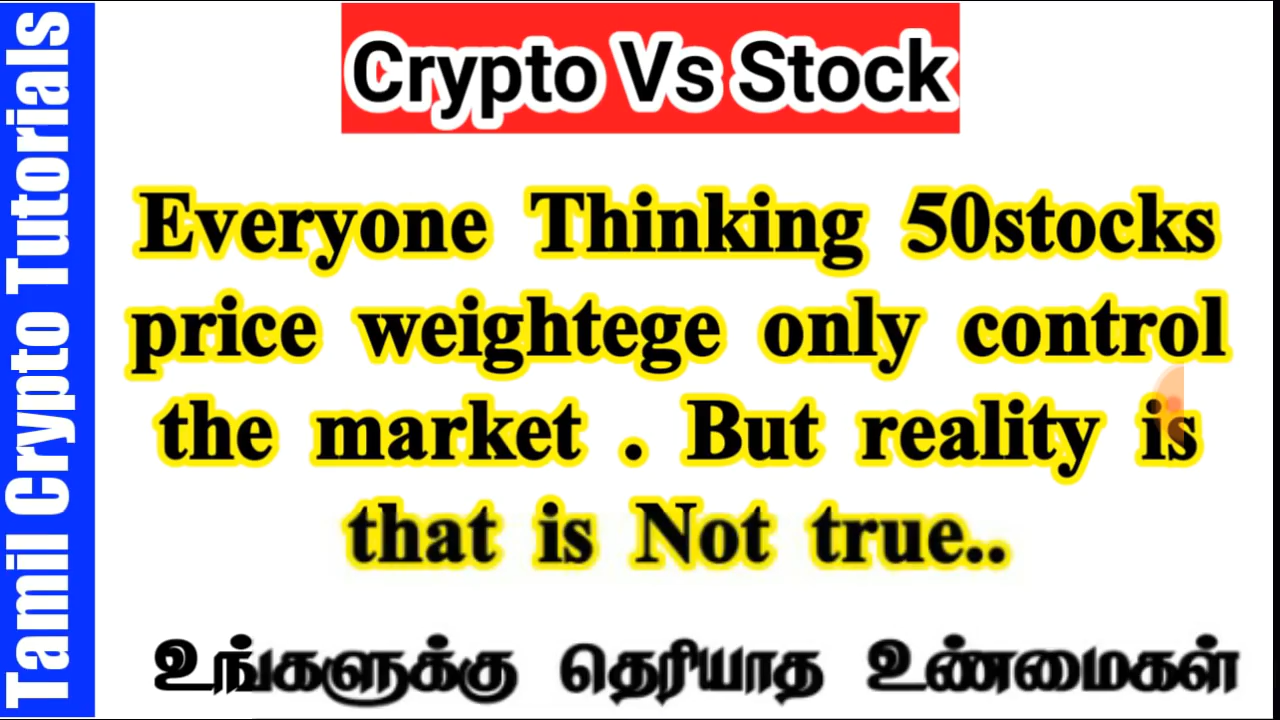 Tamil Crypto Tutorials
Crypto Vs Stock
Everyone Thinking 50stocks
price weightege only control
the market . But reality is
that is Not true..
உங்களுக்கு தெரியாத உண்மைகள்